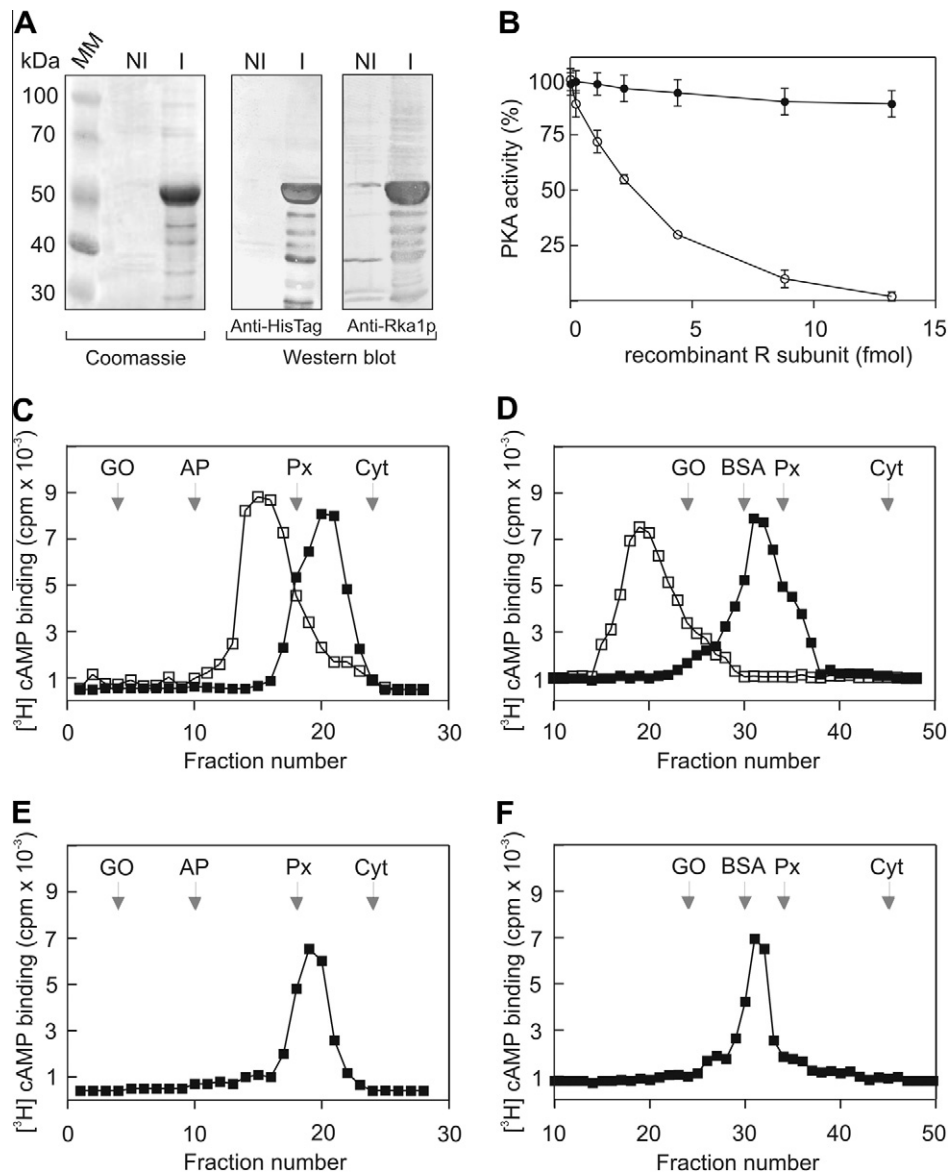 A
kDa MM NI I NI I NI I
100
70
50
40
30
Anti-HisTag Anti-Rka1p
Coomassie Western blot
B
PKA activity (%)
100
75
50
25
0 5 10 15
recombinant R subunit (fmol)
C
[³H] cAMP binding (cpm x 10⁻³)
GO AP Px Cyt
9
7
5
3
1
0 10 20 30
Fraction number
D
[³H] cAMP binding (cpm x 10⁻³)
GO BSA Px Cyt
9
7
5
3
1
10 20 30 40 50
Fraction number
E
[³H] cAMP binding (cpm x 10⁻³)
GO AP Px Cyt
9
7
5
3
1
0 10 20 30
Fraction number
F
[³H] cAMP binding (cpm x 10⁻³)
GO BSA Px Cyt
9
7
5
3
1
10 20 30 40 50
Fraction number